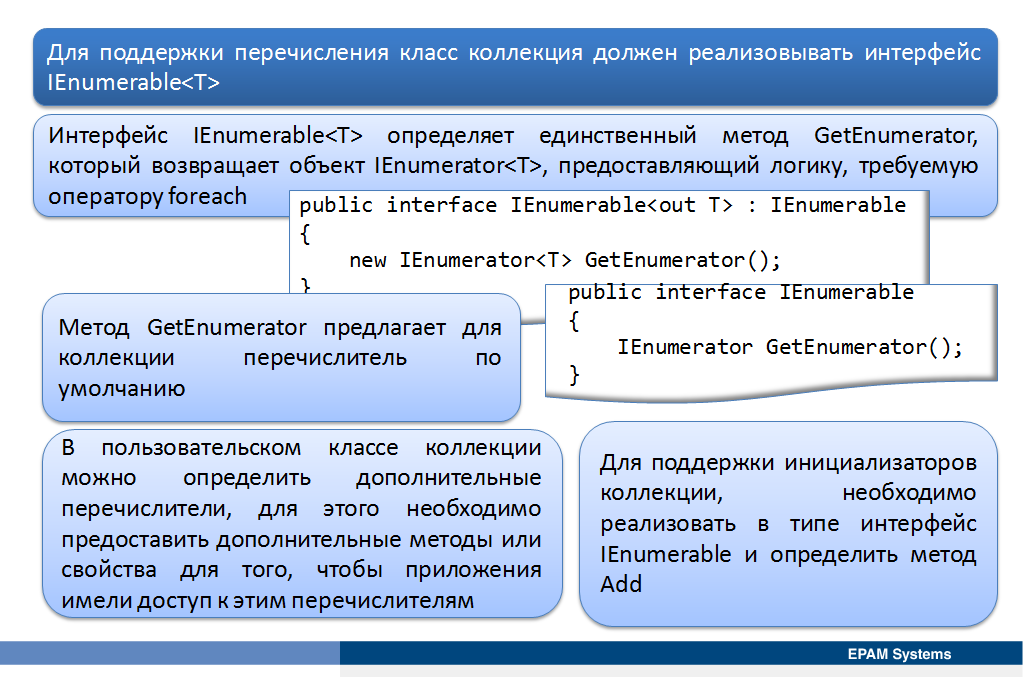 Для поддержки перечисления класс коллекция должен реализовывать интерфейс
IEnumerable<T>
Интерфейс IEnumerable<T> определяет единственный метод GetEnumerator,
который возвращает объект IEnumerator<T>, предоставляющий логику, требуемую
оператору foreach
public interface IEnumerable<out T> : IEnumerable
{
    new IEnumerator<T> GetEnumerator();
}
public interface IEnumerable
{
    IEnumerator GetEnumerator();
}
Метод GetEnumerator предлагает для
коллекции перечислитель по
умолчанию
В пользовательском классе коллекции
можно определить дополнительные
перечислители, для этого необходимо
предоставить дополнительные методы или
свойства для того, чтобы приложения
имели доступ к этим перечислителям
Для поддержки инициализаторов
коллекции, необходимо
реализовать в типе интерфейс
IEnumerable и определить метод
Add
EPAM Systems